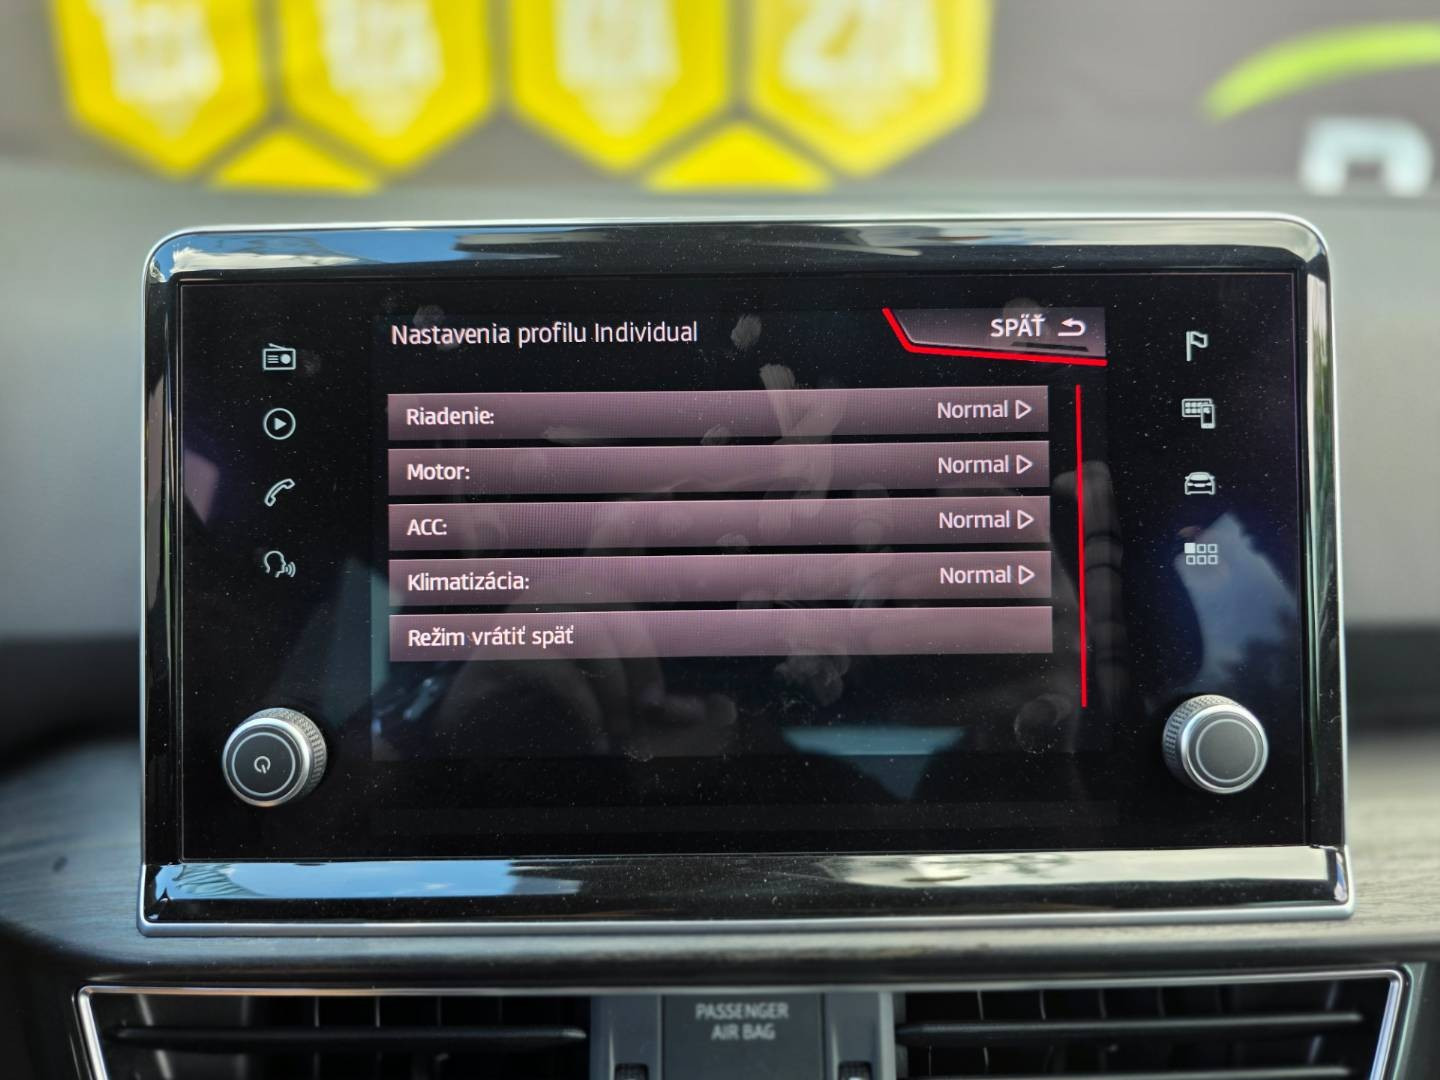 Nastavenia profilu Individual
SPÄŤ
Riadenie: Normal
Motor: Normal
ACC: Normal
Klimatizácia: Normal
Režim vrátiť späť
PASSENGER
AIR BAG